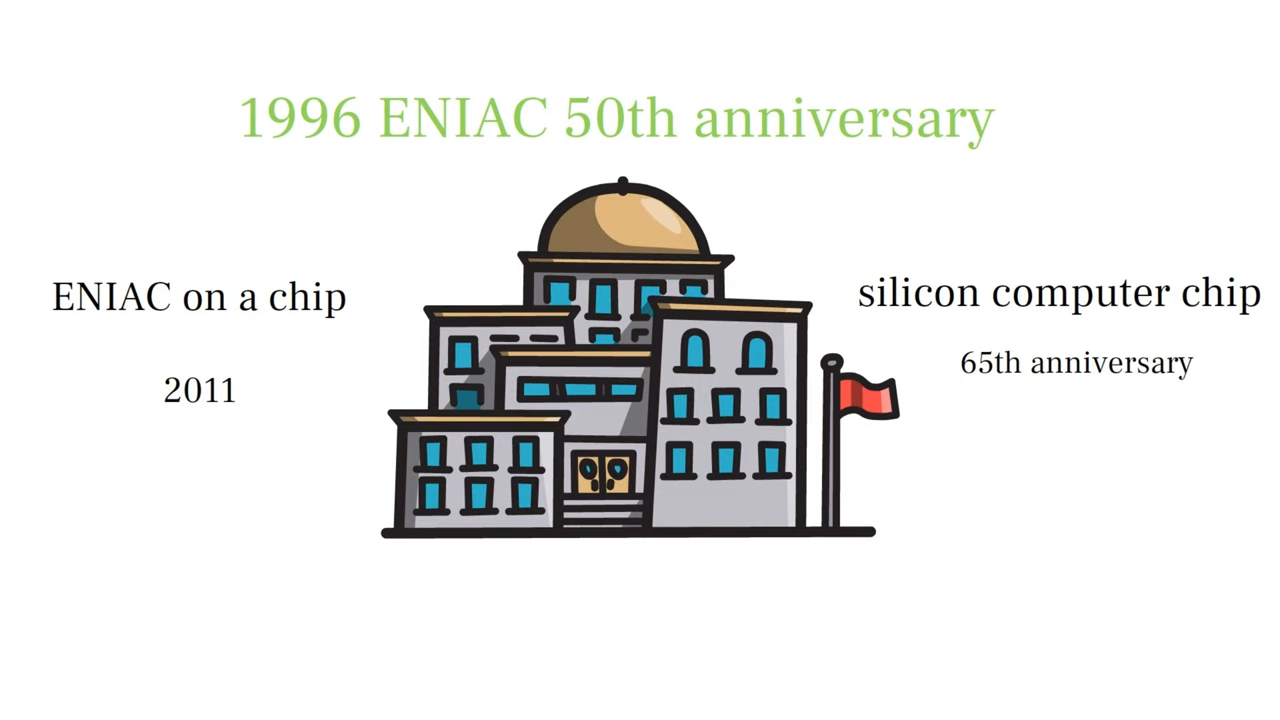 1996 ENIAC 50th anniversary
ENIAC on a chip
2011
silicon computer chip
65th anniversary